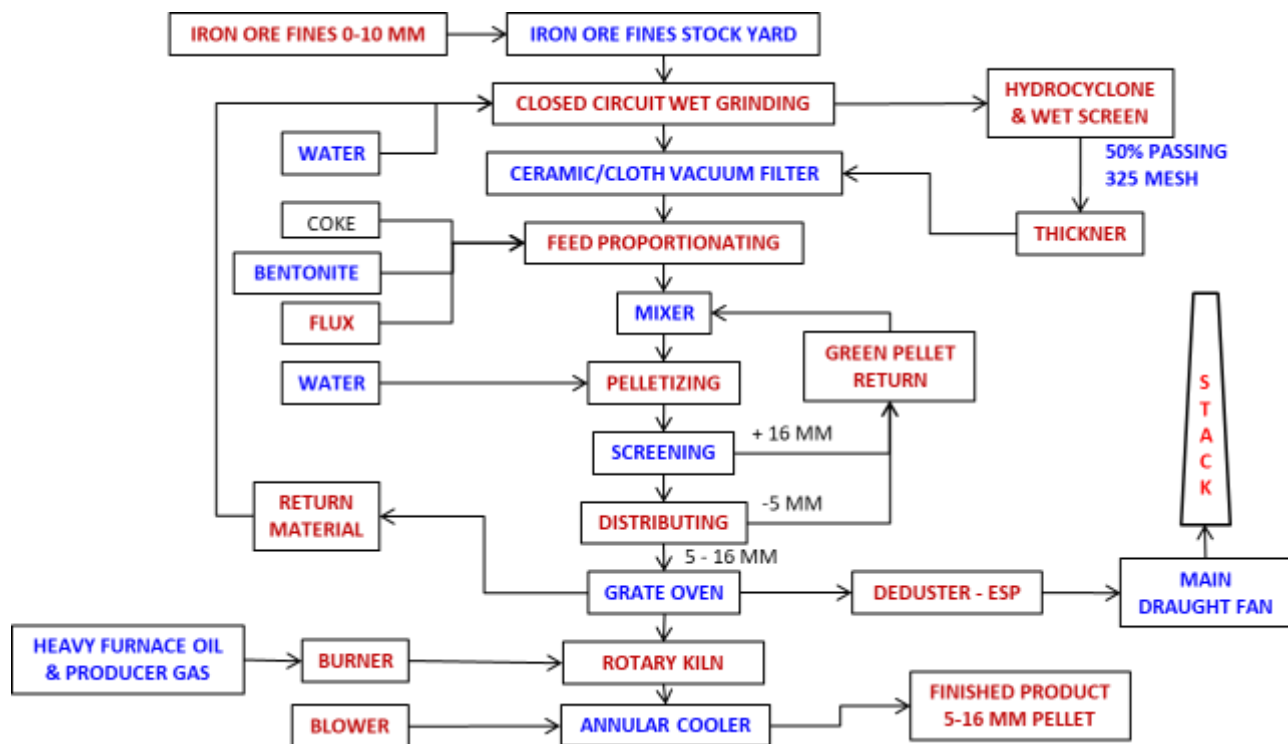 IRON ORE FINES 0-10 MM
IRON ORE FINES STOCK YARD
CLOSED CIRCUIT WET GRINDING
HYDROCYCLONE
& WET SCREEN
WATER
50% PASSING
325 MESH
CERAMIC/CLOTH VACUUM FILTER
COKE
FEED PROPORTIONATING
THICKNER
BENTONITE
FLUX
MIXER
GREEN PELLET
RETURN
WATER
PELLETIZING
+ 16 MM
SCREENING
STACK
RETURN
MATERIAL
-5 MM
DISTRIBUTING
5 - 16 MM
GRATE OVEN
DEDUSTER - ESP
MAIN
DRAUGHT FAN
HEAVY FURNACE OIL
& PRODUCER GAS
BURNER
ROTARY KILN
FINISHED PRODUCT
5-16 MM PELLET
BLOWER
ANNULAR COOLER